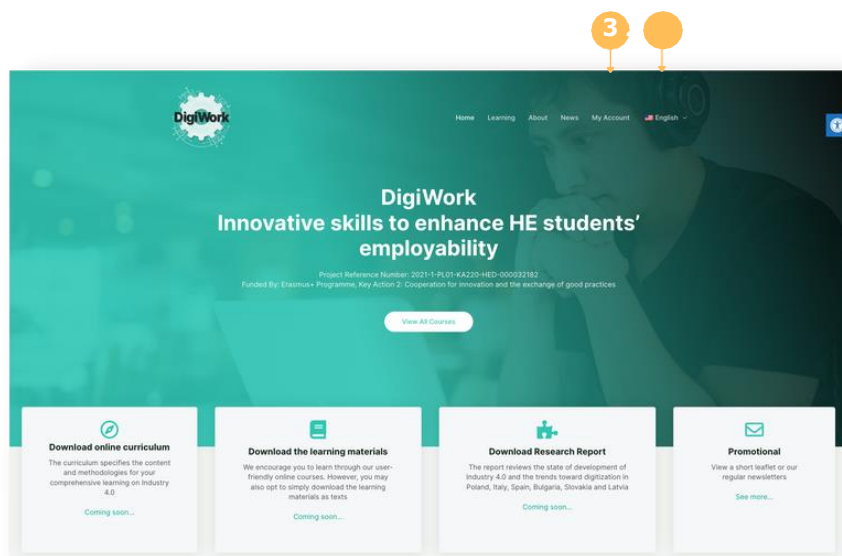 3.
DigiWork
Home Learning About News My Account English
DigiWork
Innovative skills to enhance HE students’
employability
Project Reference Number: 2021-1-PL01-KA220-HED-000032182
Funded By: Erasmus+ Programme, Key Action 2: Cooperation for innovation and the exchange of good practices
View All Courses
Download online curriculum
The curriculum specifies the content
and methodologies for your
comprehensive learning on Industry
4.0
Coming soon...
Download the learning materials
We encourage you to learn through our user-
friendly online courses. However, you may
also opt to simply download the learning
materials as texts
Coming soon...
Download Research Report
The report reviews the state of development of
Industry 4.0 and the trends toward digitization in
Poland, Italy, Spain, Bulgaria, Slovakia and Latvia
Coming soon...
Promotional
View a short leaflet or our
regular newsletters
See more...